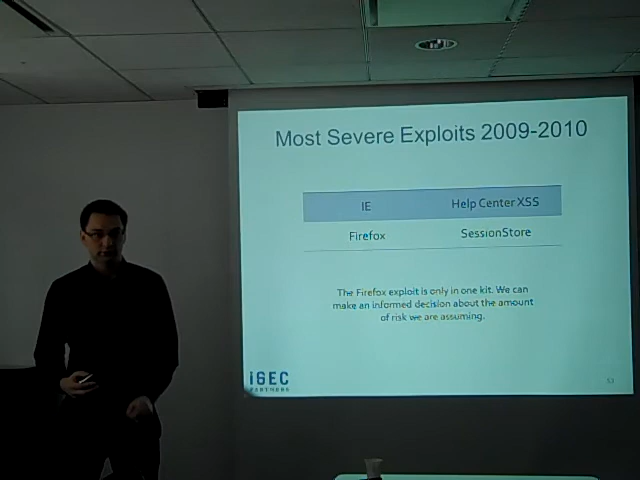 Most Severe Exploits 2009-2010
IE Help Center XSS
Firefox SessionStore
The Firefox exploit is only in one kit. We can
make an informed decision about the amount
of risk we are assuming.
iSEC
PARTNERS